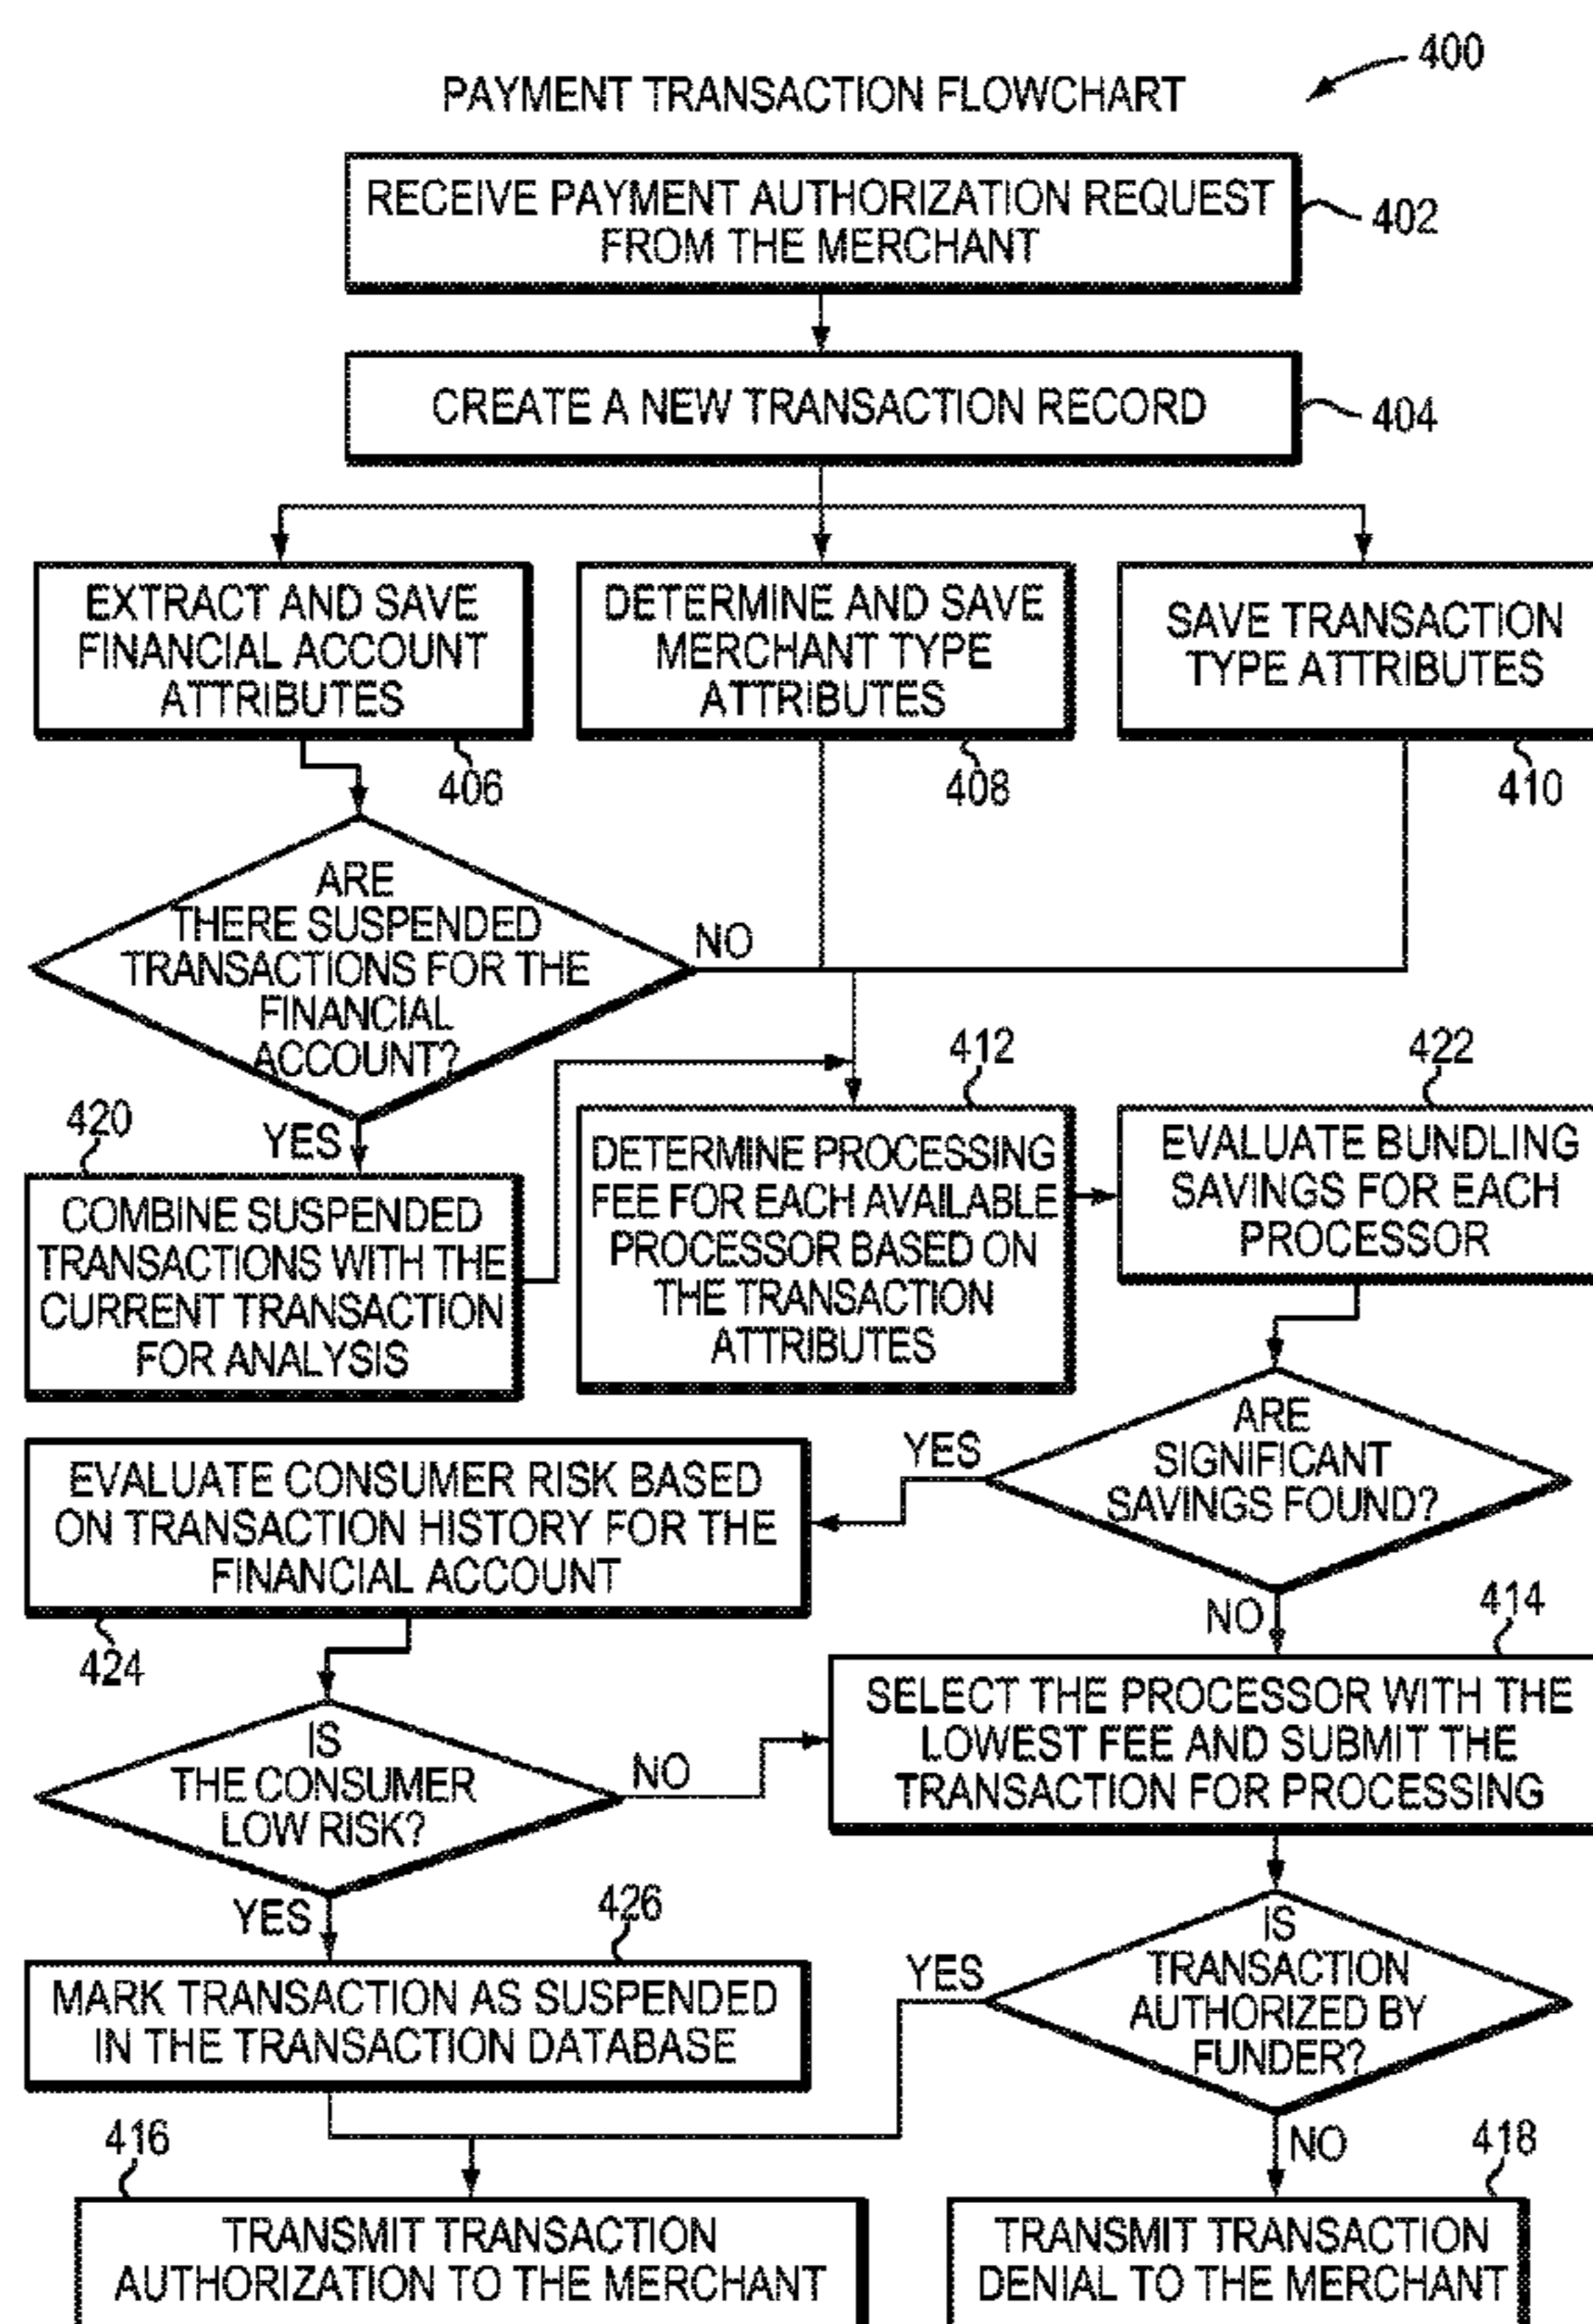 400
PAYMENT TRANSACTION FLOWCHART
RECEIVE PAYMENT AUTHORIZATION REQUEST
FROM THE MERCHANT
402
CREATE A NEW TRANSACTION RECORD
404
EXTRACT AND SAVE
FINANCIAL ACCOUNT
ATTRIBUTES
406
DETERMINE AND SAVE
MERCHANT TYPE
ATTRIBUTES
408
SAVE TRANSACTION
TYPE ATTRIBUTES
410
ARE
THERE SUSPENDED
TRANSACTIONS FOR THE
FINANCIAL
ACCOUNT?
NO
YES
420
COMBINE SUSPENDED
TRANSACTIONS WITH THE
CURRENT TRANSACTION
FOR ANALYSIS
412
DETERMINE PROCESSING
FEE FOR EACH AVAILABLE
PROCESSOR BASED ON
THE TRANSACTION
ATTRIBUTES
422
EVALUATE BUNDLING
SAVINGS FOR EACH
PROCESSOR
ARE
SIGNIFICANT
SAVINGS FOUND?
YES
NO
EVALUATE CONSUMER RISK BASED
ON TRANSACTION HISTORY FOR THE
FINANCIAL ACCOUNT
424
414
SELECT THE PROCESSOR WITH THE
LOWEST FEE AND SUBMIT THE
TRANSACTION FOR PROCESSING
IS
THE CONSUMER
LOW RISK?
NO
YES
426
MARK TRANSACTION AS SUSPENDED
IN THE TRANSACTION DATABASE
IS
TRANSACTION
AUTHORIZED BY
FUNDER?
YES
NO
416
TRANSMIT TRANSACTION
AUTHORIZATION TO THE MERCHANT
418
TRANSMIT TRANSACTION
DENIAL TO THE MERCHANT